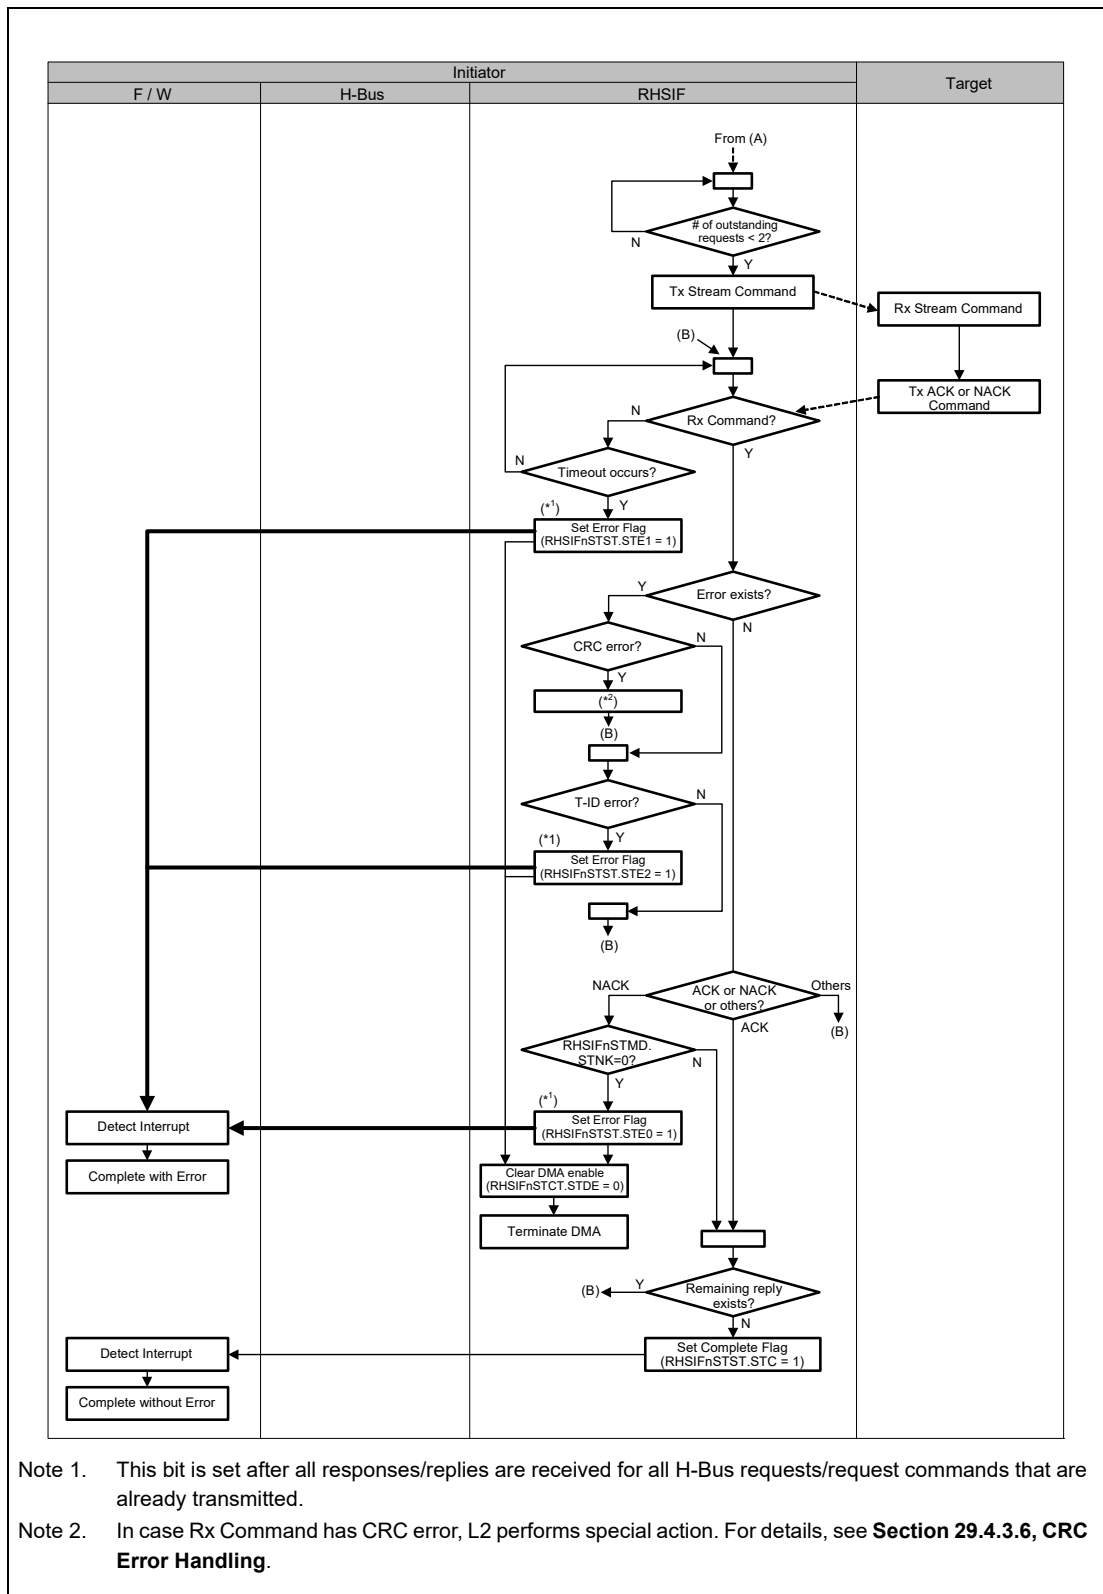 Initiator
Target
F / W
H-Bus
RHSIF
From (A)
# of outstanding
requests < 2?
N
Y
Tx Stream Command
Rx Stream Command
(B)
Tx ACK or NACK
Command
Rx Command?
N
Y
Timeout occurs?
N
Y
(*1)
Set Error Flag
(RHSIFnSTST.STE1 = 1)
Error exists?
Y
N
CRC error?
N
Y
(*2)
(B)
T-ID error?
N
Y
(*1)
Set Error Flag
(RHSIFnSTST.STE2 = 1)
(B)
NACK
ACK or NACK
or others?
Others
(B)
ACK
RHSIFnSTMD.
STNK=0?
N
Y
(*1)
Set Error Flag
(RHSIFnSTST.STE0 = 1)
Detect Interrupt
Complete with Error
Clear DMA enable
(RHSIFnSTCT.STDE = 0)
Terminate DMA
(B)
Y
Remaining reply
exists?
N
Set Complete Flag
(RHSIFnSTST.STC = 1)
Detect Interrupt
Complete without Error
Note 1. This bit is set after all responses/replies are received for all H-Bus requests/request commands that are
already transmitted.
Note 2. In case Rx Command has CRC error, L2 performs special action. For details, see Section 29.4.3.6, CRC
Error Handling.